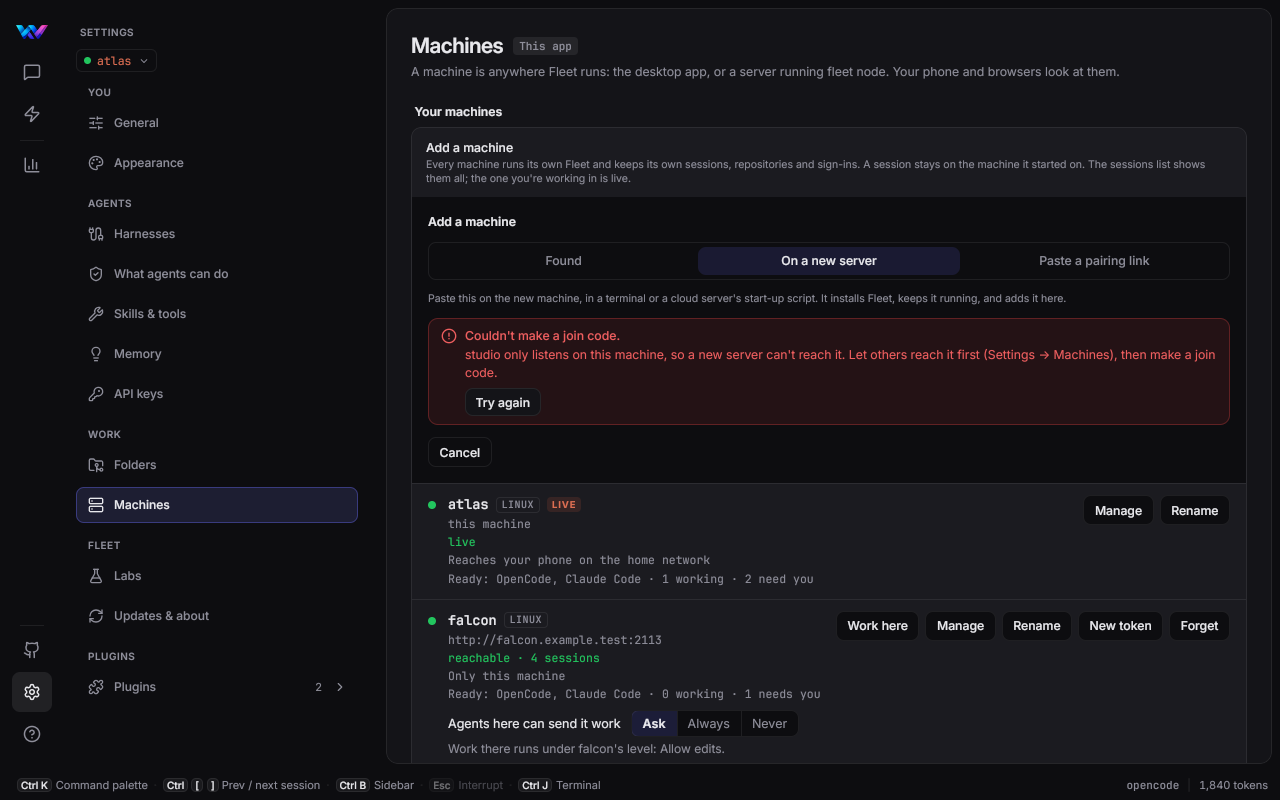 SETTINGS
atlas
YOU
General
Appearance
AGENTS
Harnesses
What agents can do
Skills & tools
Memory
API keys
WORK
Folders
Machines
FLEET
Labs
Updates & about
PLUGINS
Plugins 2
Machines This app
A machine is anywhere Fleet runs: the desktop app, or a server running fleet node. Your phone and browsers look at them.
Your machines
Add a machine
Every machine runs its own Fleet and keeps its own sessions, repositories and sign-ins. A session stays on the machine it started on. The sessions list shows
them all; the one you're working in is live.
Add a machine
Found On a new server Paste a pairing link
Paste this on the new machine, in a terminal or a cloud server's start-up script. It installs Fleet, keeps it running, and adds it here.
Couldn't make a join code.
studio only listens on this machine, so a new server can't reach it. Let others reach it first (Settings → Machines), then make a join
code.
Try again
Cancel
atlas LINUX LIVE Manage Rename
this machine
live
Reaches your phone on the home network
Ready: OpenCode, Claude Code · 1 working · 2 need you
falcon LINUX Work here Manage Rename New token Forget
http://falcon.example.test:2113
reachable · 4 sessions
Only this machine
Ready: OpenCode, Claude Code · 0 working · 1 needs you
Agents here can send it work Ask Always Never
Work there runs under falcon's level: Allow edits.
Ctrl K Command palette · Ctrl [ ] Prev / next session · Ctrl B Sidebar · Esc Interrupt · Ctrl J Terminal opencode 1,840 tokens